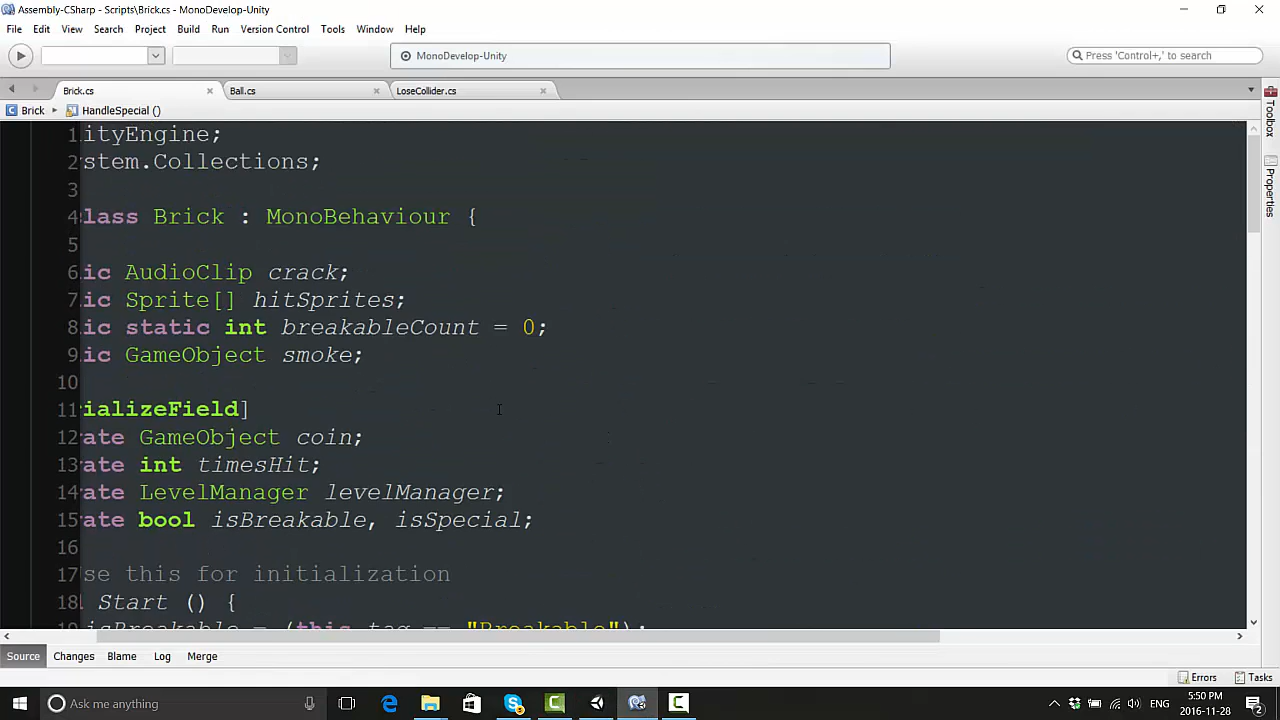 Assembly-CSharp - Scripts\Brick.cs - MonoDevelop-Unity
File Edit View Search Project Build Run Version Control Tools Window Help
MonoDevelop-Unity
Press 'Control+,' to search
Brick.cs
Ball.cs
LoseCollider.cs
Brick
HandleSpecial ()
Toolbox
Properties
1 ityEngine;
2 stem.Collections;
3
4 lass Brick : MonoBehaviour {
5
6 ic AudioClip crack;
7 ic Sprite[] hitSprites;
8 ic static int breakableCount = 0;
9 ic GameObject smoke;
10
11 ializeField]
12 ate GameObject coin;
13 ate int timesHit;
14 ate LevelManager levelManager;
15 ate bool isBreakable, isSpecial;
16
17 se this for initialization
18 Start () {
19 isBreakable = (this.tag == "Breakable");
Source Changes Blame Log Merge
Errors Tasks
Ask me anything
5:50 PM
2016-11-28